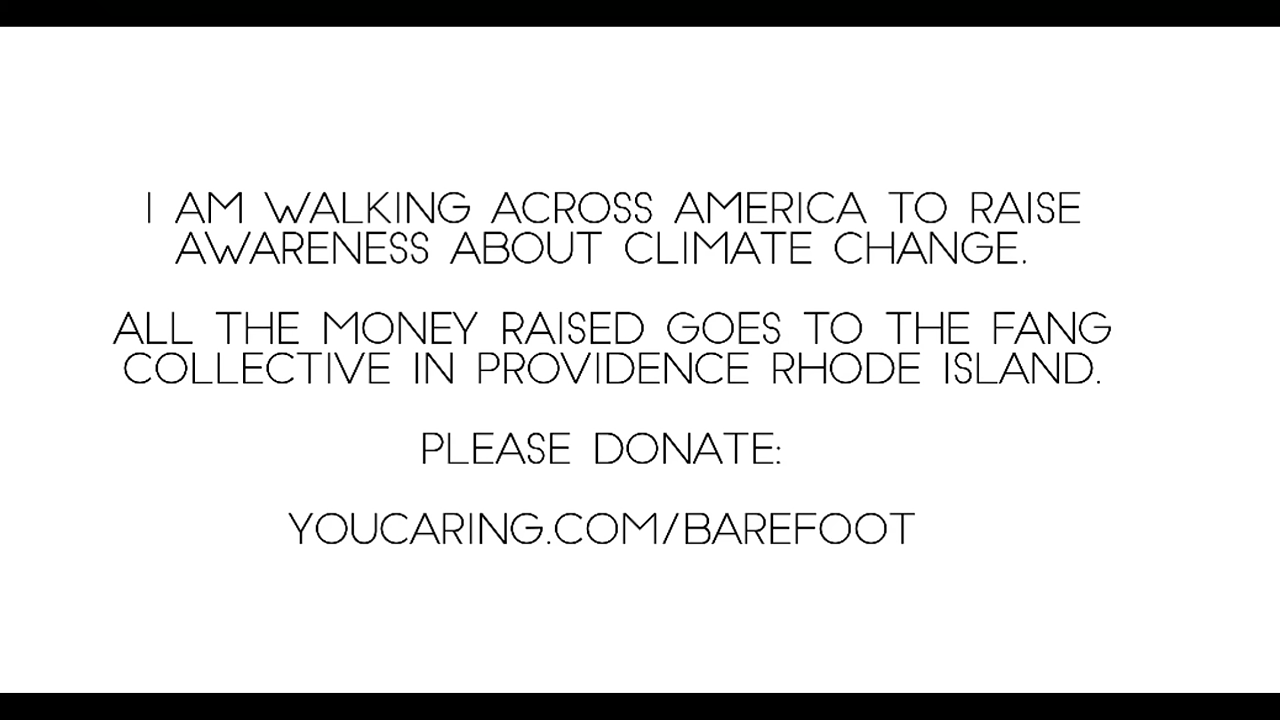 I AM WALKING ACROSS AMERICA TO RAISE
AWARENESS ABOUT CLIMATE CHANGE.
ALL THE MONEY RAISED GOES TO THE FANG
COLLECTIVE IN PROVIDENCE RHODE ISLAND.
PLEASE DONATE:
YOUCARING.COM/BAREFOOT